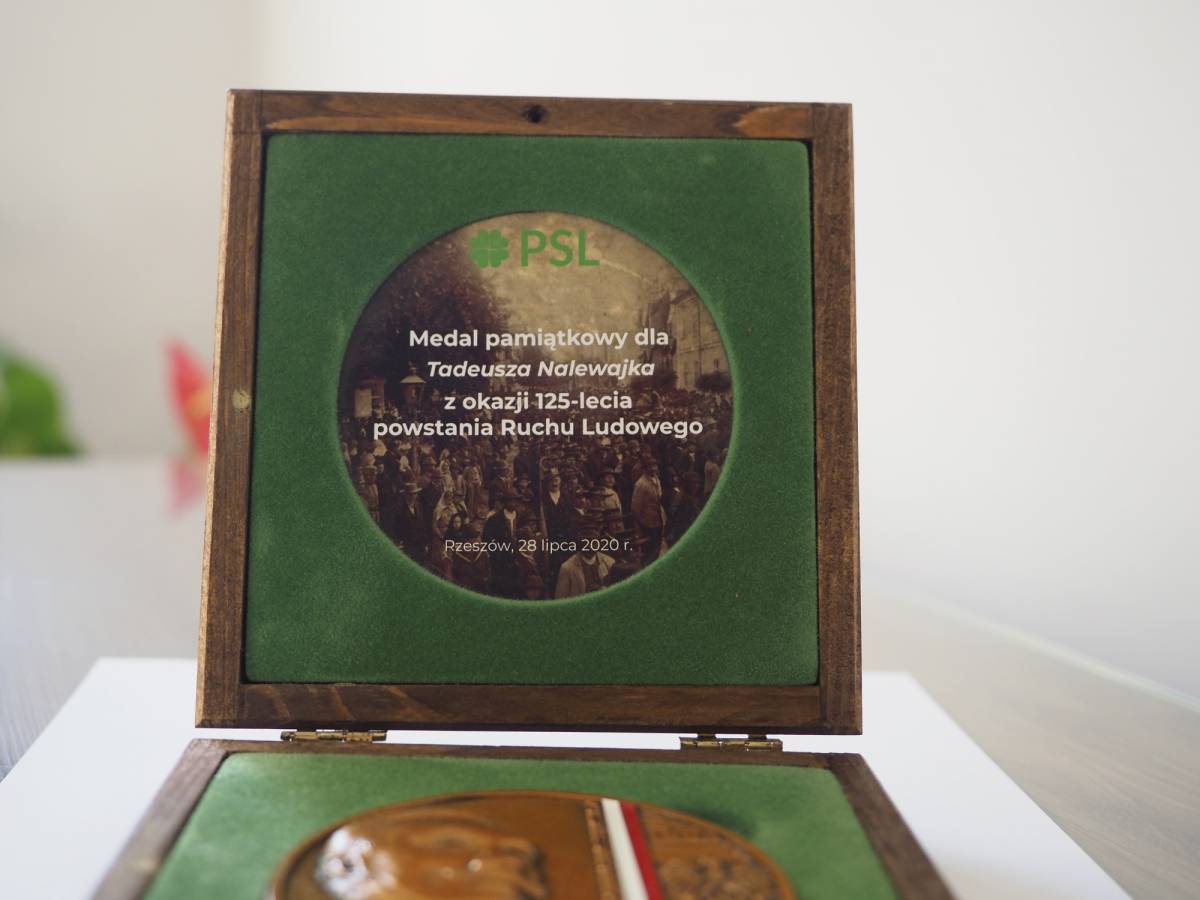 PSL
Medal pamiątkowy dla
Tadeusza Nalewajka
z okazji 125-lecia
powstania Ruchu Ludowego
Rzeszów, 28 lipca 2020 r.